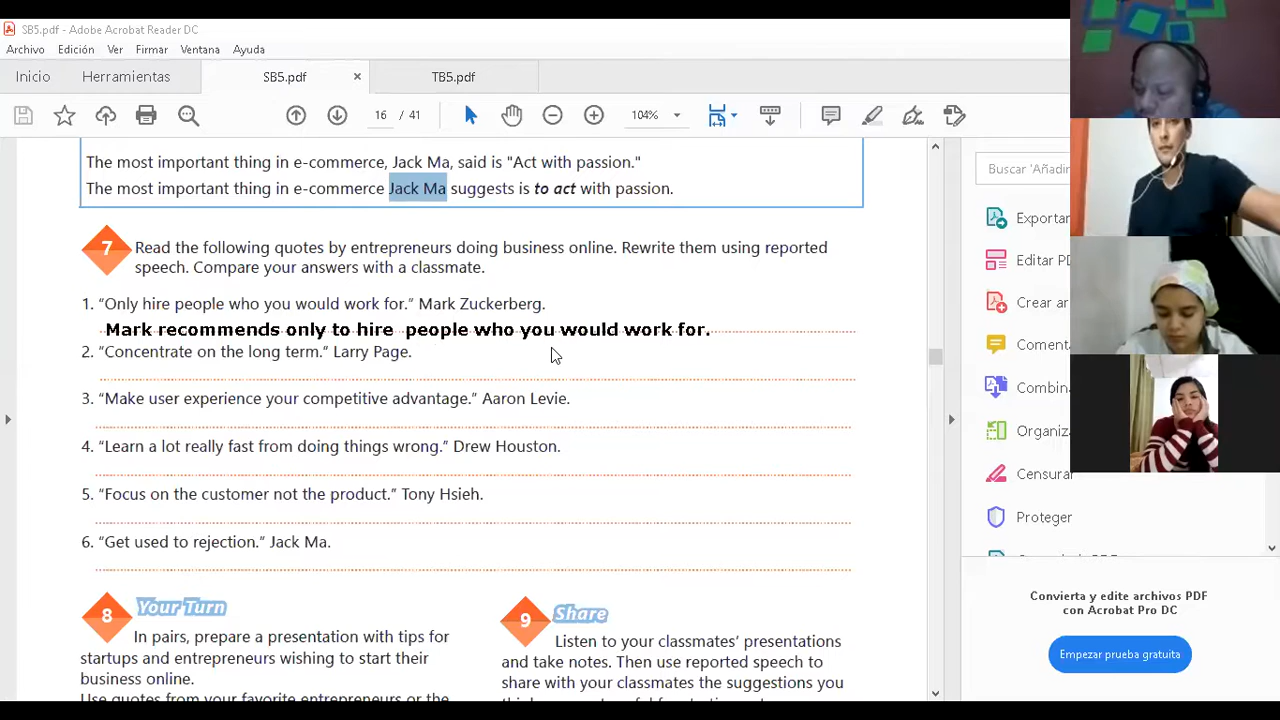 SB5.pdf - Adobe Acrobat Reader DC
Archivo Edición Ver Firmar Ventana Ayuda
Inicio Herramientas SB5.pdf × TB5.pdf
16 / 41 104%
The most important thing in e-commerce, Jack Ma, said is "Act with passion."
The most important thing in e-commerce Jack Ma suggests is to act with passion.
7 Read the following quotes by entrepreneurs doing business online. Rewrite them using reported
speech. Compare your answers with a classmate.
1. “Only hire people who you would work for.” Mark Zuckerberg.
Mark recommends only to hire people who you would work for.
2. “Concentrate on the long term.” Larry Page.
3. “Make user experience your competitive advantage.” Aaron Levie.
4. “Learn a lot really fast from doing things wrong.” Drew Houston.
5. “Focus on the customer not the product.” Tony Hsieh.
6. “Get used to rejection.” Jack Ma.
8 Your Turn
In pairs, prepare a presentation with tips for
startups and entrepreneurs wishing to start their
business online.
Use quotes from your favorite entrepreneurs or the
9 Share
Listen to your classmates’ presentations
and take notes. Then use reported speech to
share with your classmates the suggestions you
Buscar 'Añadir
Exportar
Editar PD
Crear ar
Coment
Combin
Organiz
Censurar
Proteger
Convierta y edite archivos PDF
con Acrobat Pro DC
Empezar prueba gratuita